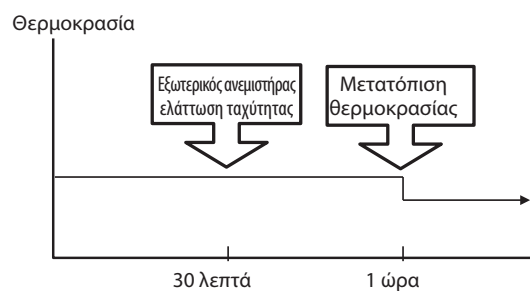 Θερμοκρασία
Εξωτερικός ανεμιστήρας
ελάττωση ταχύτητας
Μετατόπιση
θερμοκρασίας
30 λεπτά
1 ώρα